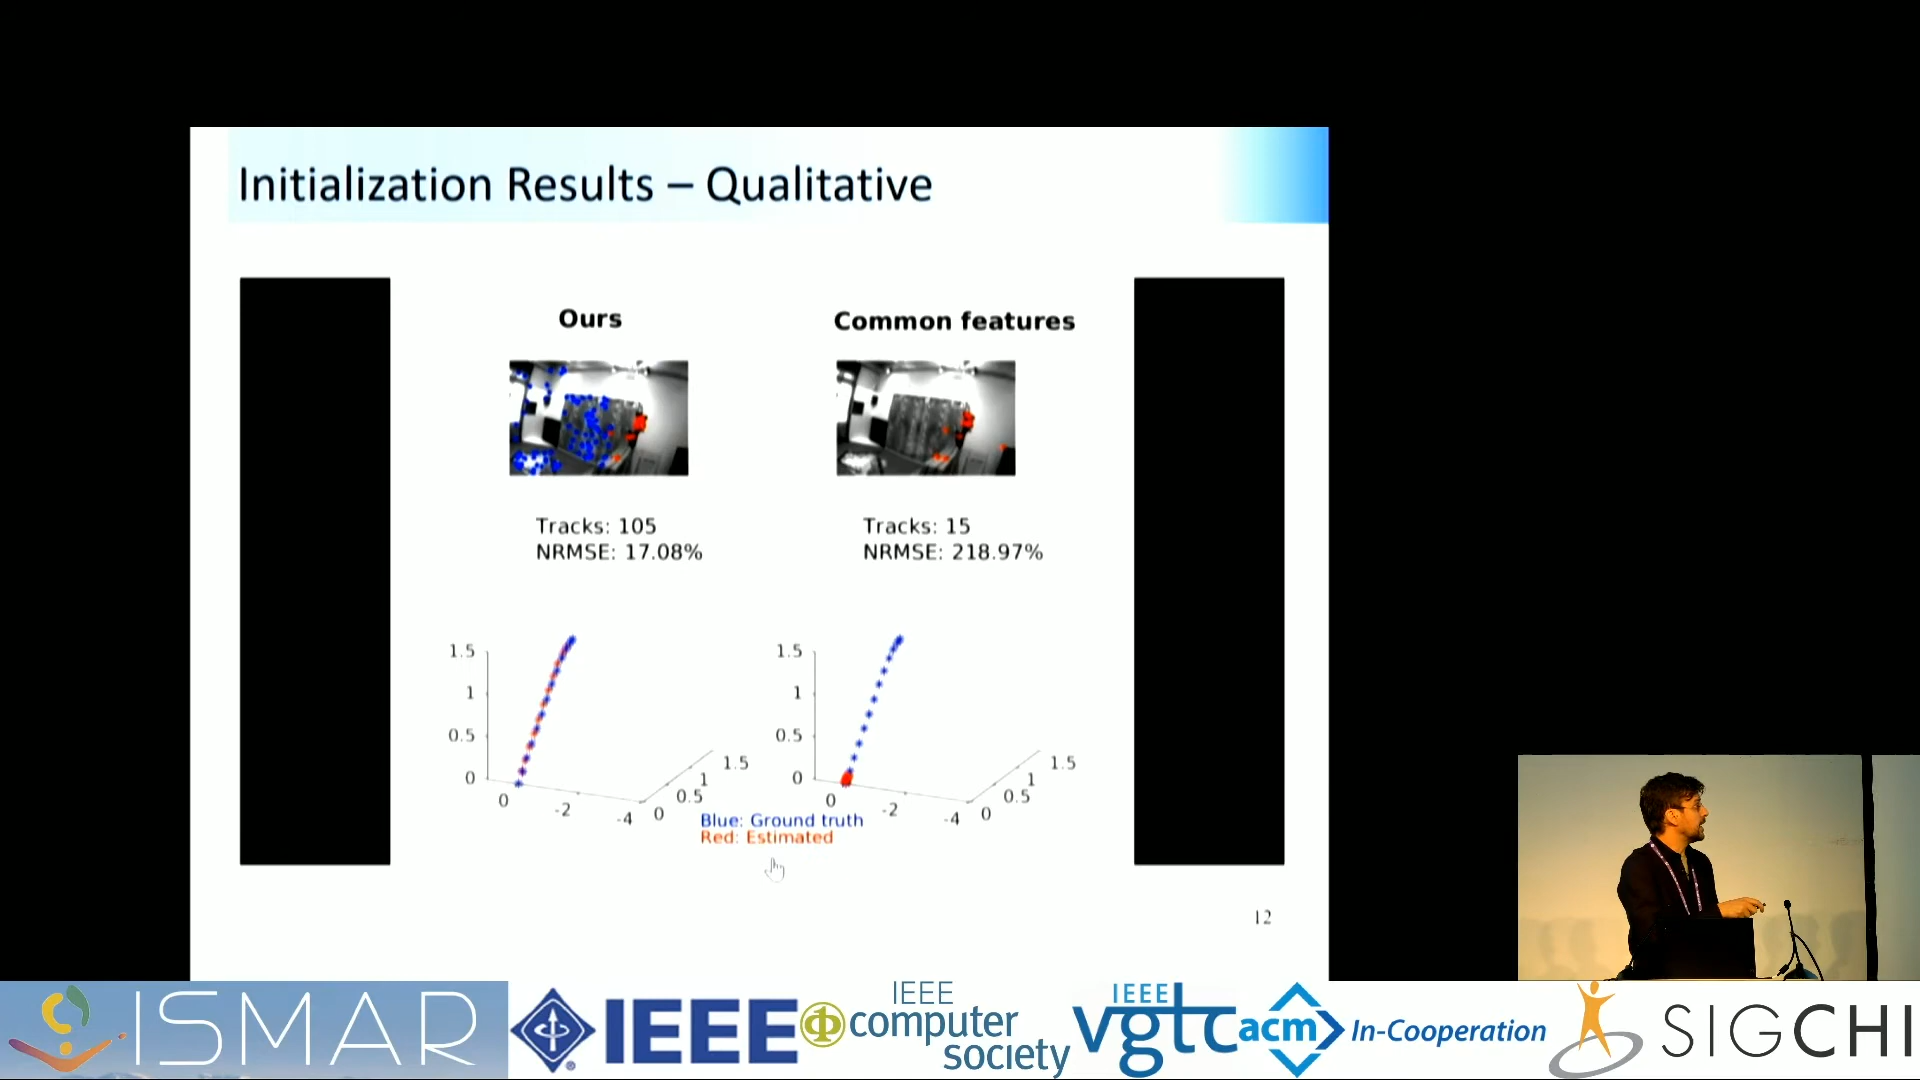 Initialization Results – Qualitative
Ours
Common features
Tracks: 105
NRMSE: 17.08%
Tracks: 15
NRMSE: 218.97%
1.5
1
0.5
0
0
-2
-4
0
0.5
1
1.5
1.5
1
0.5
0
0
-2
-4
0
0.5
1
1.5
Blue: Ground truth
Red: Estimated
12
ISMAR
IEEE
IEEE
computer
society
IEEE
vgtc
acm
In-Cooperation
SIGCHI